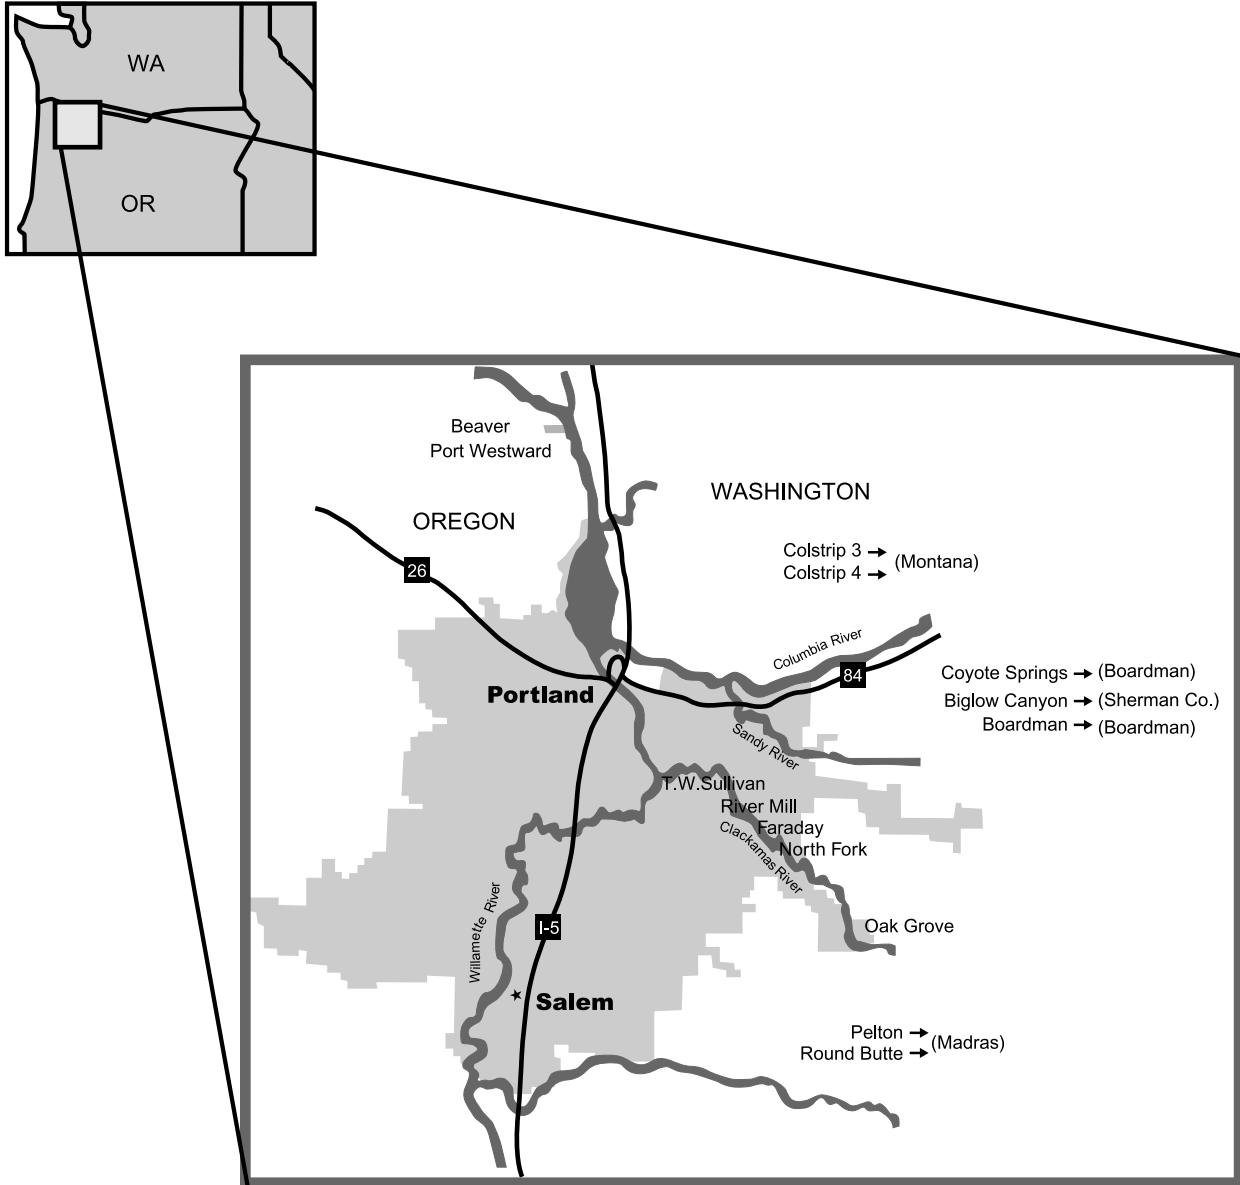 WA
OR
Beaver
Port Westward
WASHINGTON
OREGON
Colstrip 3
Colstrip 4
(Montana)
26
Columbia River
84
Coyote Springs
(Boardman)
Biglow Canyon
(Sherman Co.)
Boardman
(Boardman)
Portland
Sandy River
T.W.Sullivan
River Mill
Faraday
North Fork
Clackamas River
Willamette River
I-5
Oak Grove
Salem
Pelton
Round Butte
(Madras)